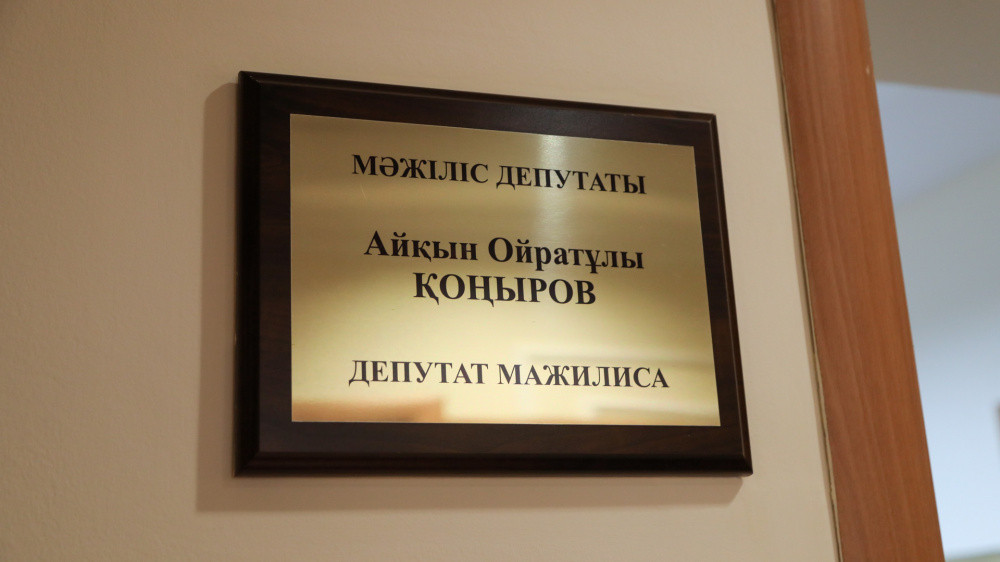 МӘЖІЛІС ДЕПУТАТЫ
Айқын Ойратұлы
ҚОҢЫРОВ
ДЕПУТАТ МАЖИЛИСА